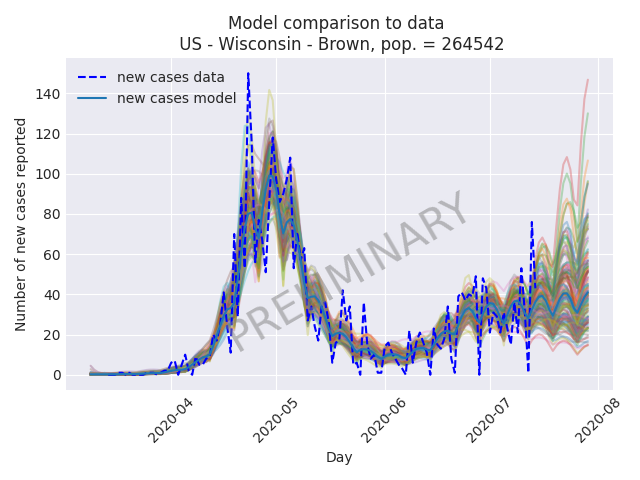 Model comparison to data
US - Wisconsin - Brown, pop. = 264542
new cases data
new cases model
140
120
100
80
60
40
20
0
Number of new cases reported
PRELIMINARY
2020-04
2020-05
2020-06
2020-07
2020-08
Day